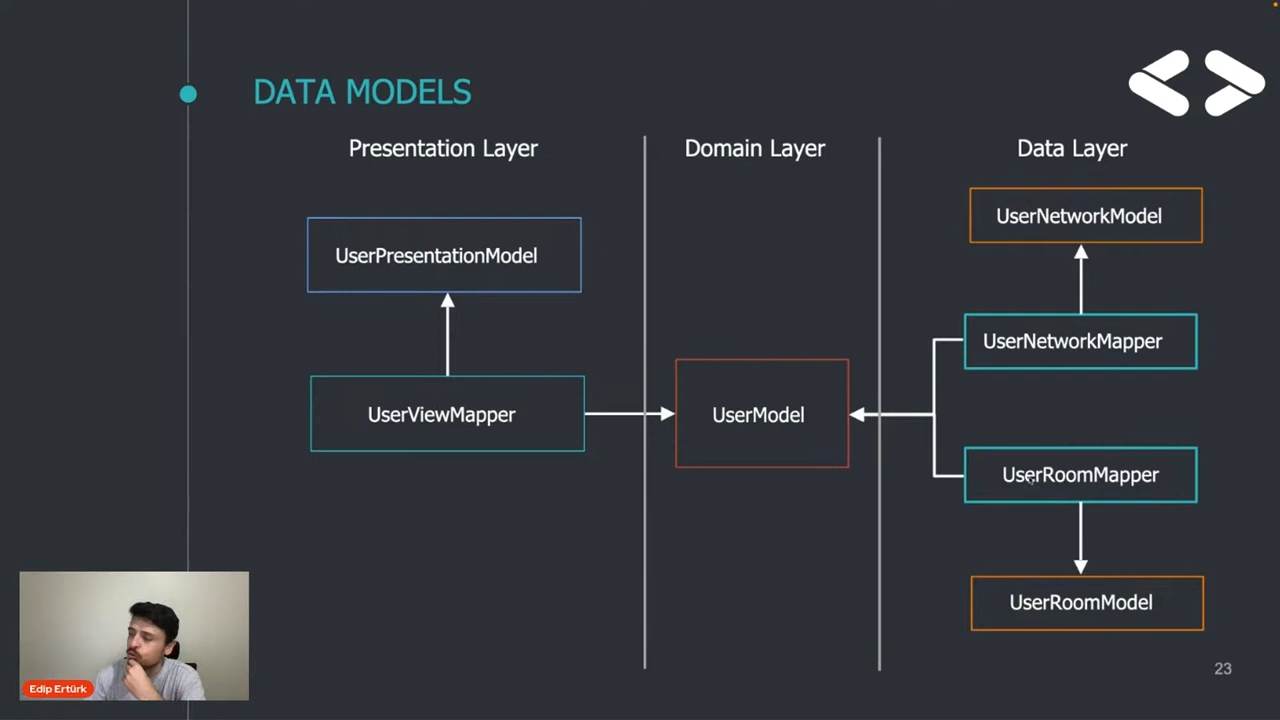 DATA MODELS
Presentation Layer
Domain Layer
Data Layer
UserPresentationModel
UserViewMapper
UserModel
UserNetworkModel
UserNetworkMapper
UserRoomMapper
UserRoomModel
Edip Ertürk
23